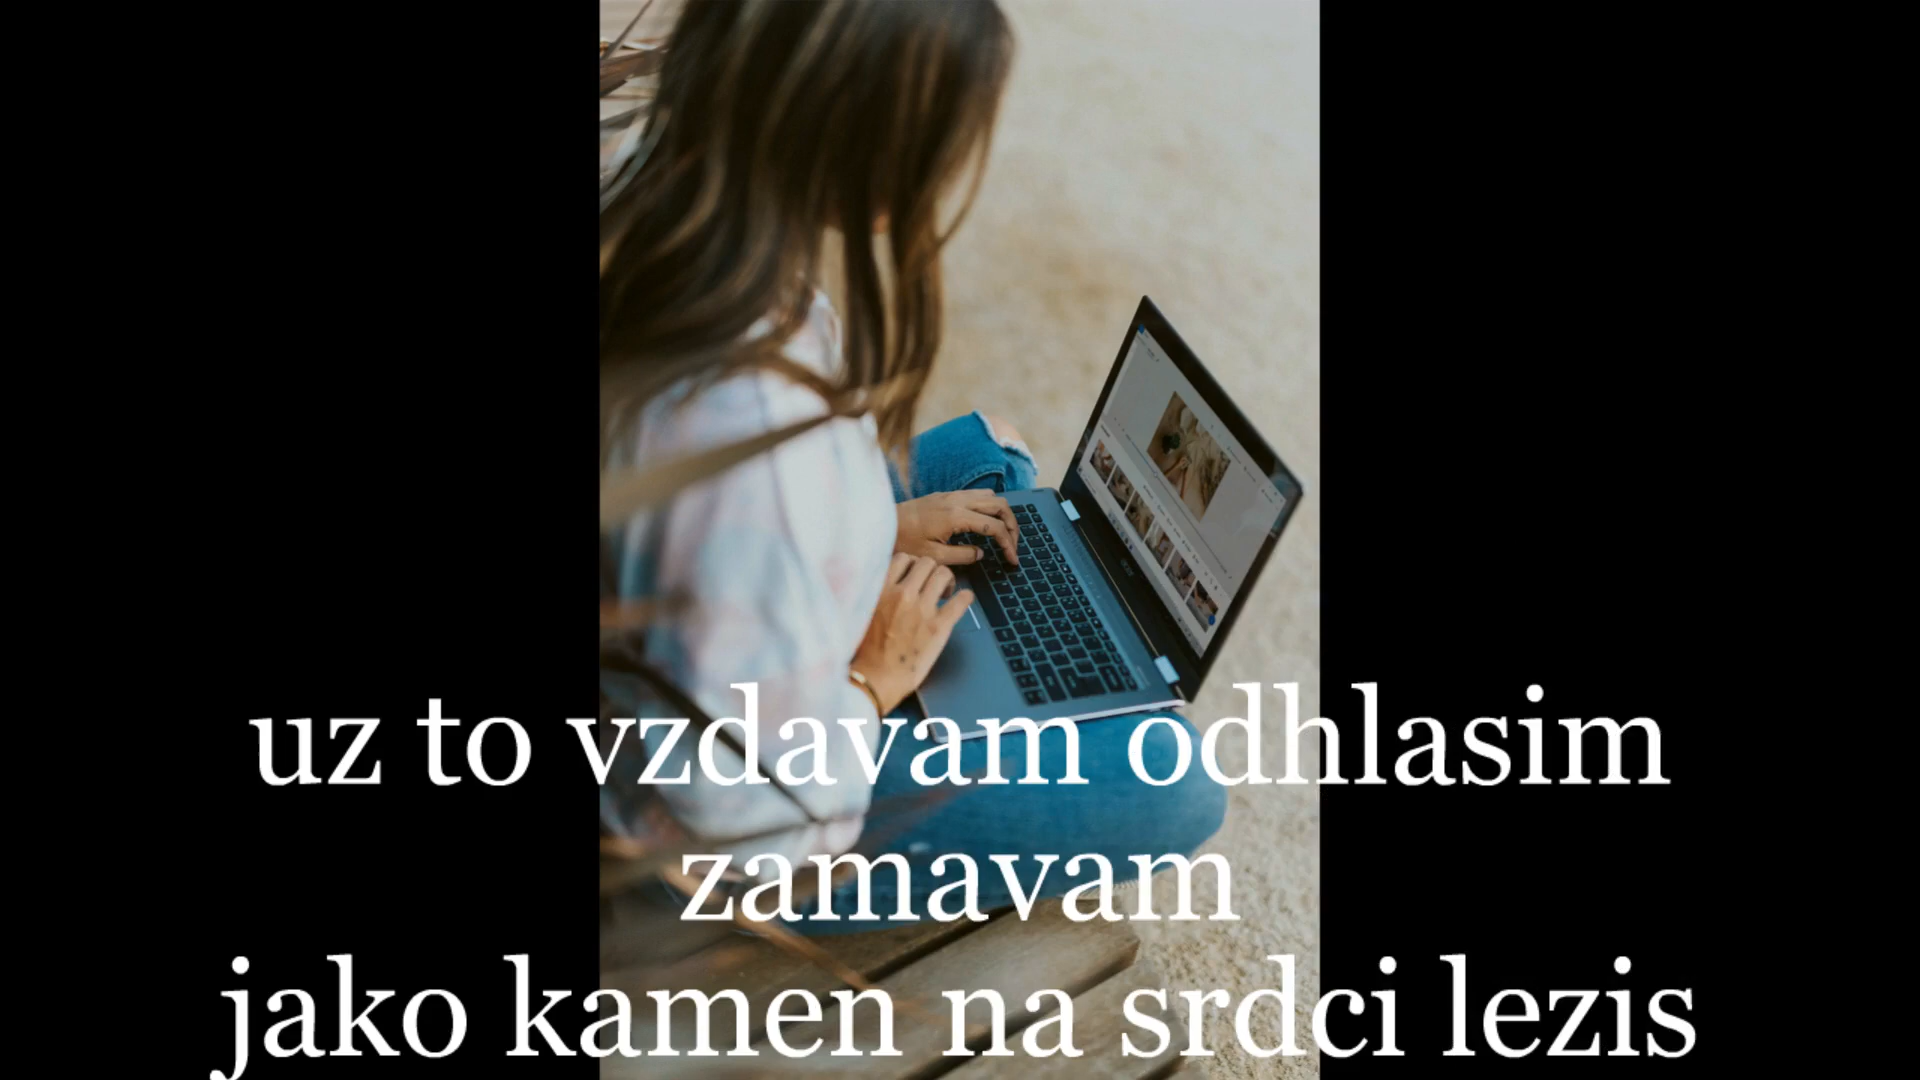 uz to vzdavam odhlasim
zamavam
jako kamen na srdci lezis